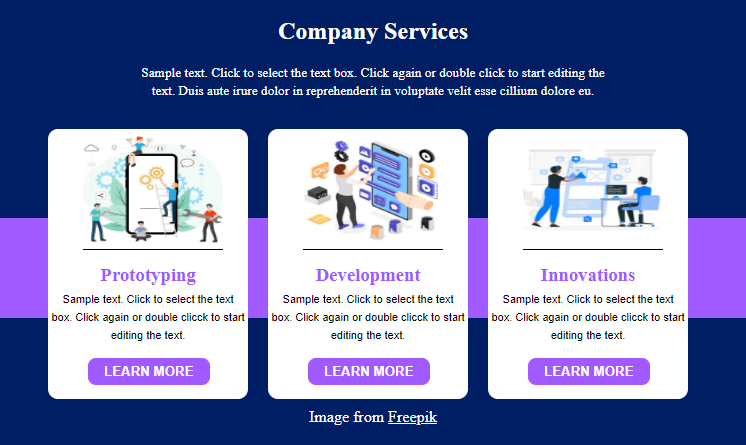 Company Services
Sample text. Click to select the text box. Click again or double click to start editing the
text. Duis aute irure dolor in reprehenderit in voluptate velit esse cillium dolore eu.
Prototyping
Sample text. Click to select the text
box. Click again or double clicck to start
editing the text.
LEARN MORE
Development
Sample text. Click to select the text
box. Click again or double clicck to start
editing the text.
LEARN MORE
Innovations
Sample text. Click to select the text
box. Click again or double clicck to start
editing the text.
LEARN MORE
Image from Freepik